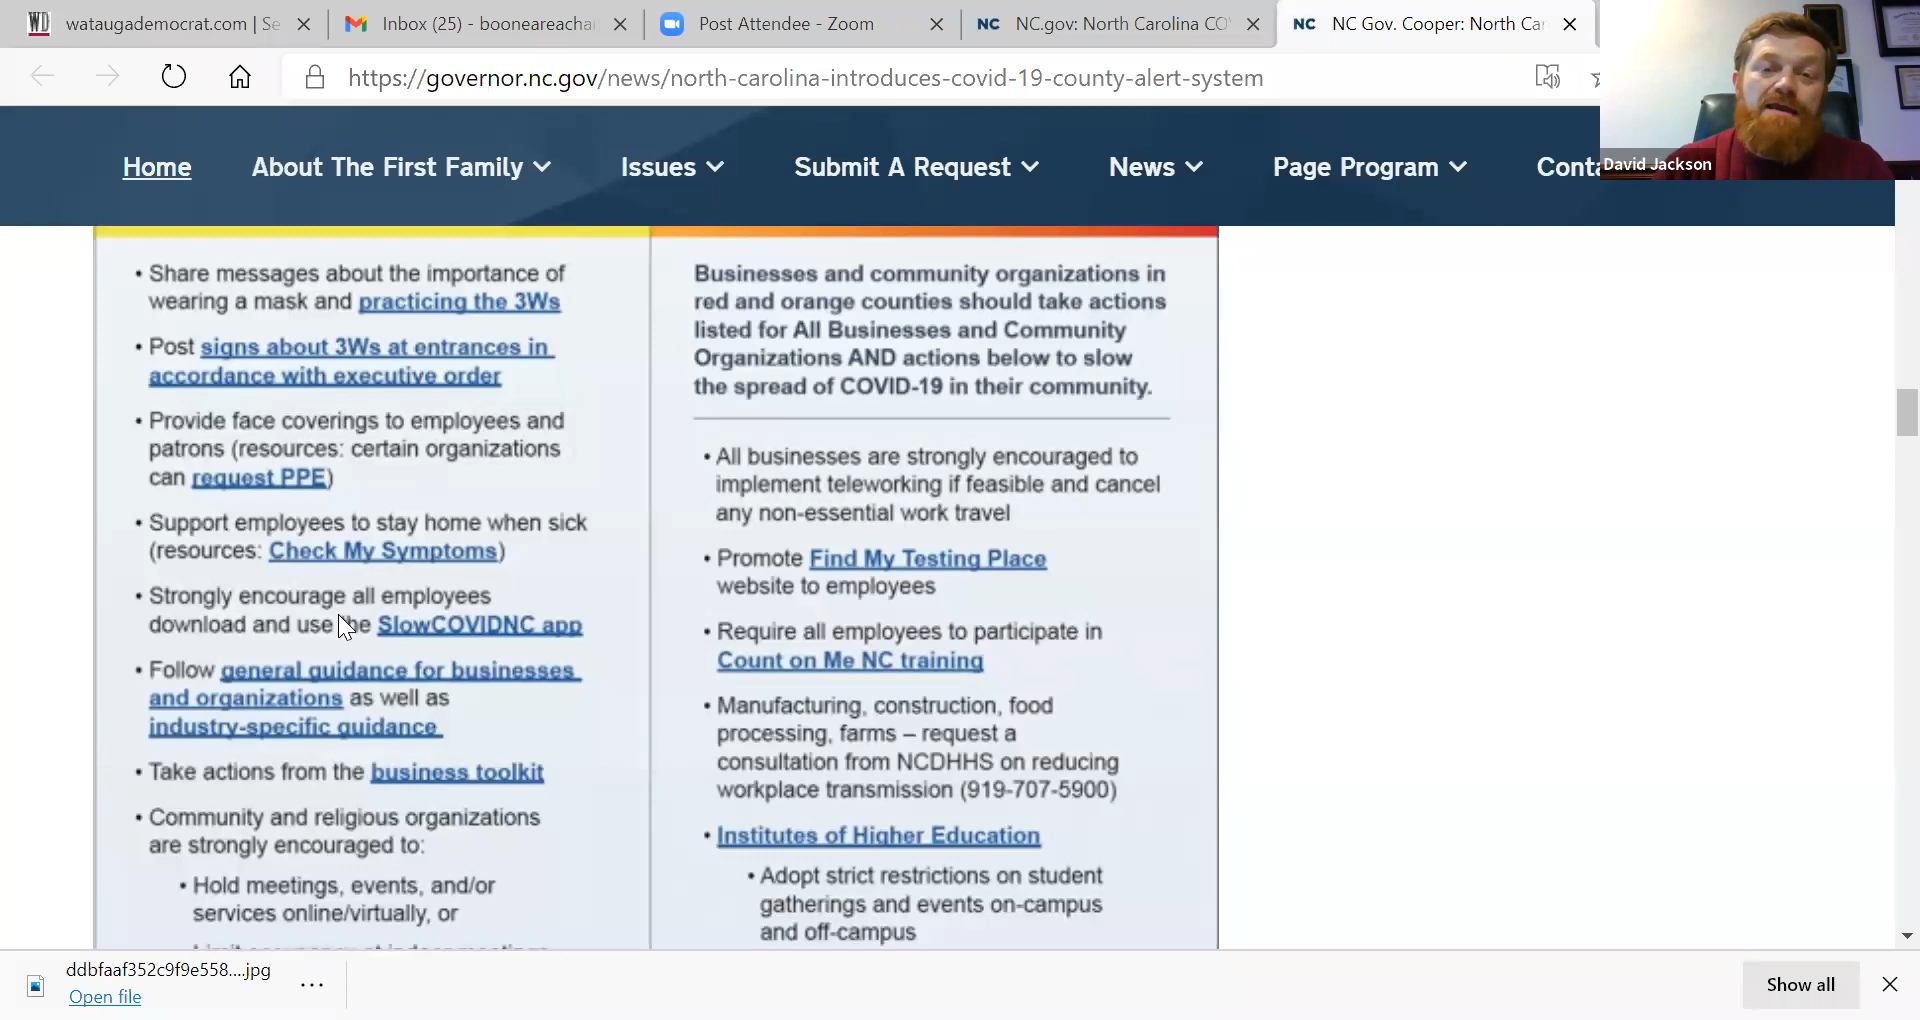 wataugademocrat.com | Se
Inbox (25) - booneareacha
Post Attendee - Zoom
NC.gov: North Carolina CO
NC Gov. Cooper: North Car
https://governor.nc.gov/news/north-carolina-introduces-covid-19-county-alert-system
David Jackson
Home
About The First Family
Issues
Submit A Request
News
Page Program
Conta
• Share messages about the importance of
wearing a mask and practicing the 3Ws
• Post signs about 3Ws at entrances in
accordance with executive order
• Provide face coverings to employees and
patrons (resources: certain organizations
can request PPE)
• Support employees to stay home when sick
(resources: Check My Symptoms)
• Strongly encourage all employees
download and use the SlowCOVIDNC app
• Follow general guidance for businesses
and organizations as well as
industry-specific guidance
• Take actions from the business toolkit
• Community and religious organizations
are strongly encouraged to:
• Hold meetings, events, and/or
services online/virtually, or
Businesses and community organizations in
red and orange counties should take actions
listed for All Businesses and Community
Organizations AND actions below to slow
the spread of COVID-19 in their community.
• All businesses are strongly encouraged to
implement teleworking if feasible and cancel
any non-essential work travel
• Promote Find My Testing Place
website to employees
• Require all employees to participate in
Count on Me NC training
• Manufacturing, construction, food
processing, farms – request a
consultation from NCDHHS on reducing
workplace transmission (919-707-5900)
• Institutes of Higher Education
• Adopt strict restrictions on student
gatherings and events on-campus
and off-campus
ddbfaaf352c9f9e558....jpg
Open file
Show all